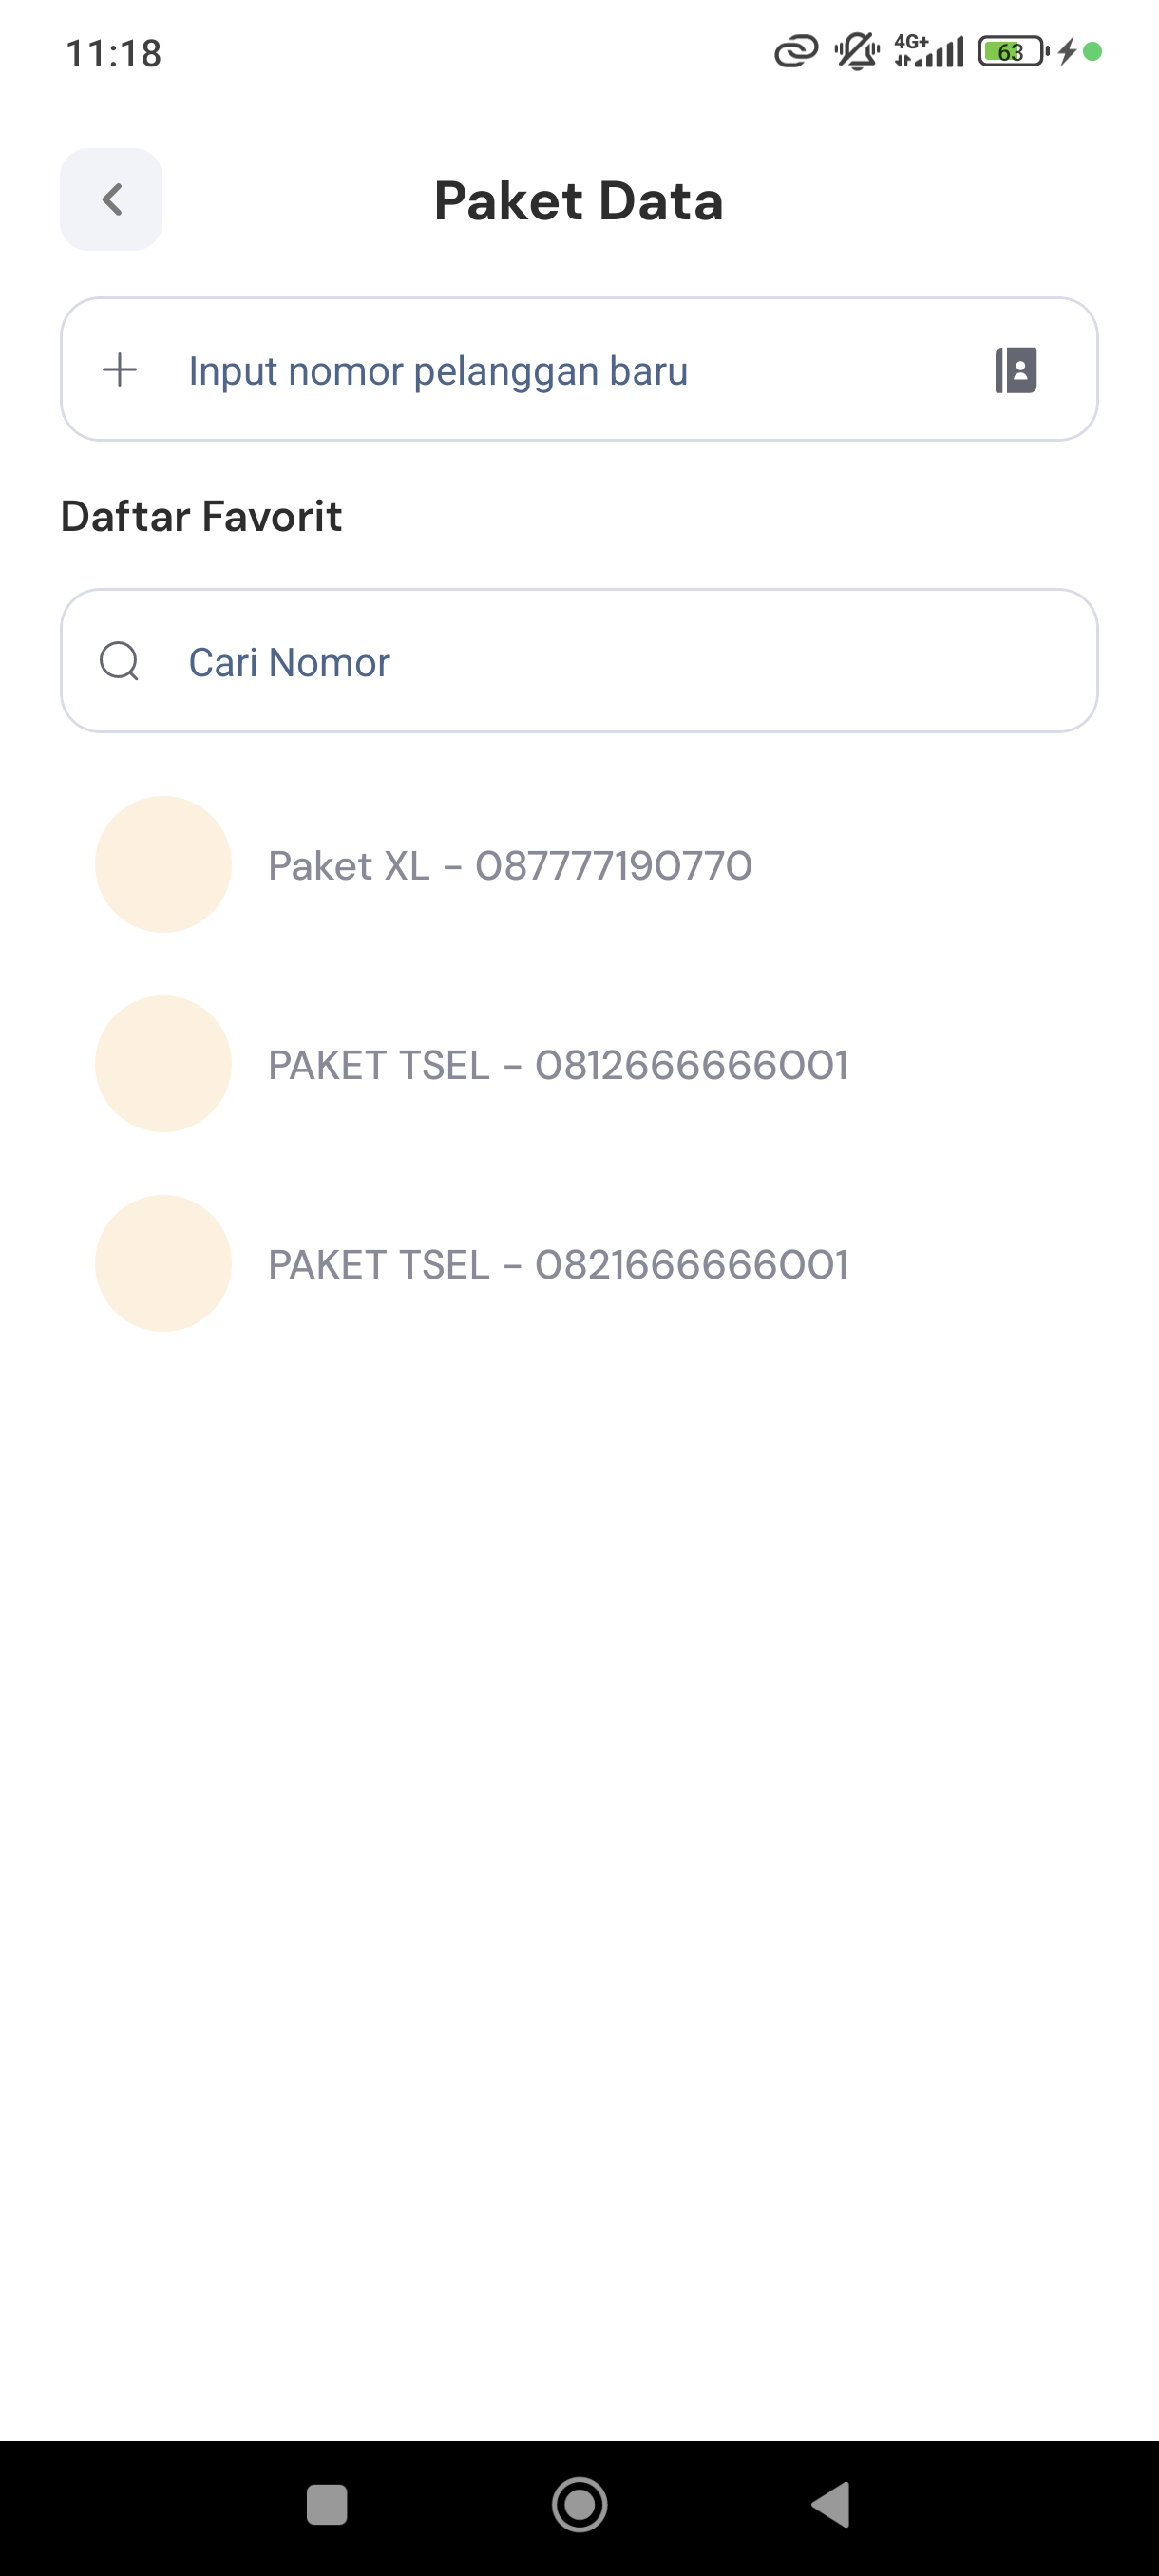 11:18
4G+
63
Paket Data
Input nomor pelanggan baru
Daftar Favorit
Cari Nomor
Paket XL - 087777190770
PAKET TSEL - 0812666666001
PAKET TSEL - 0821666666001